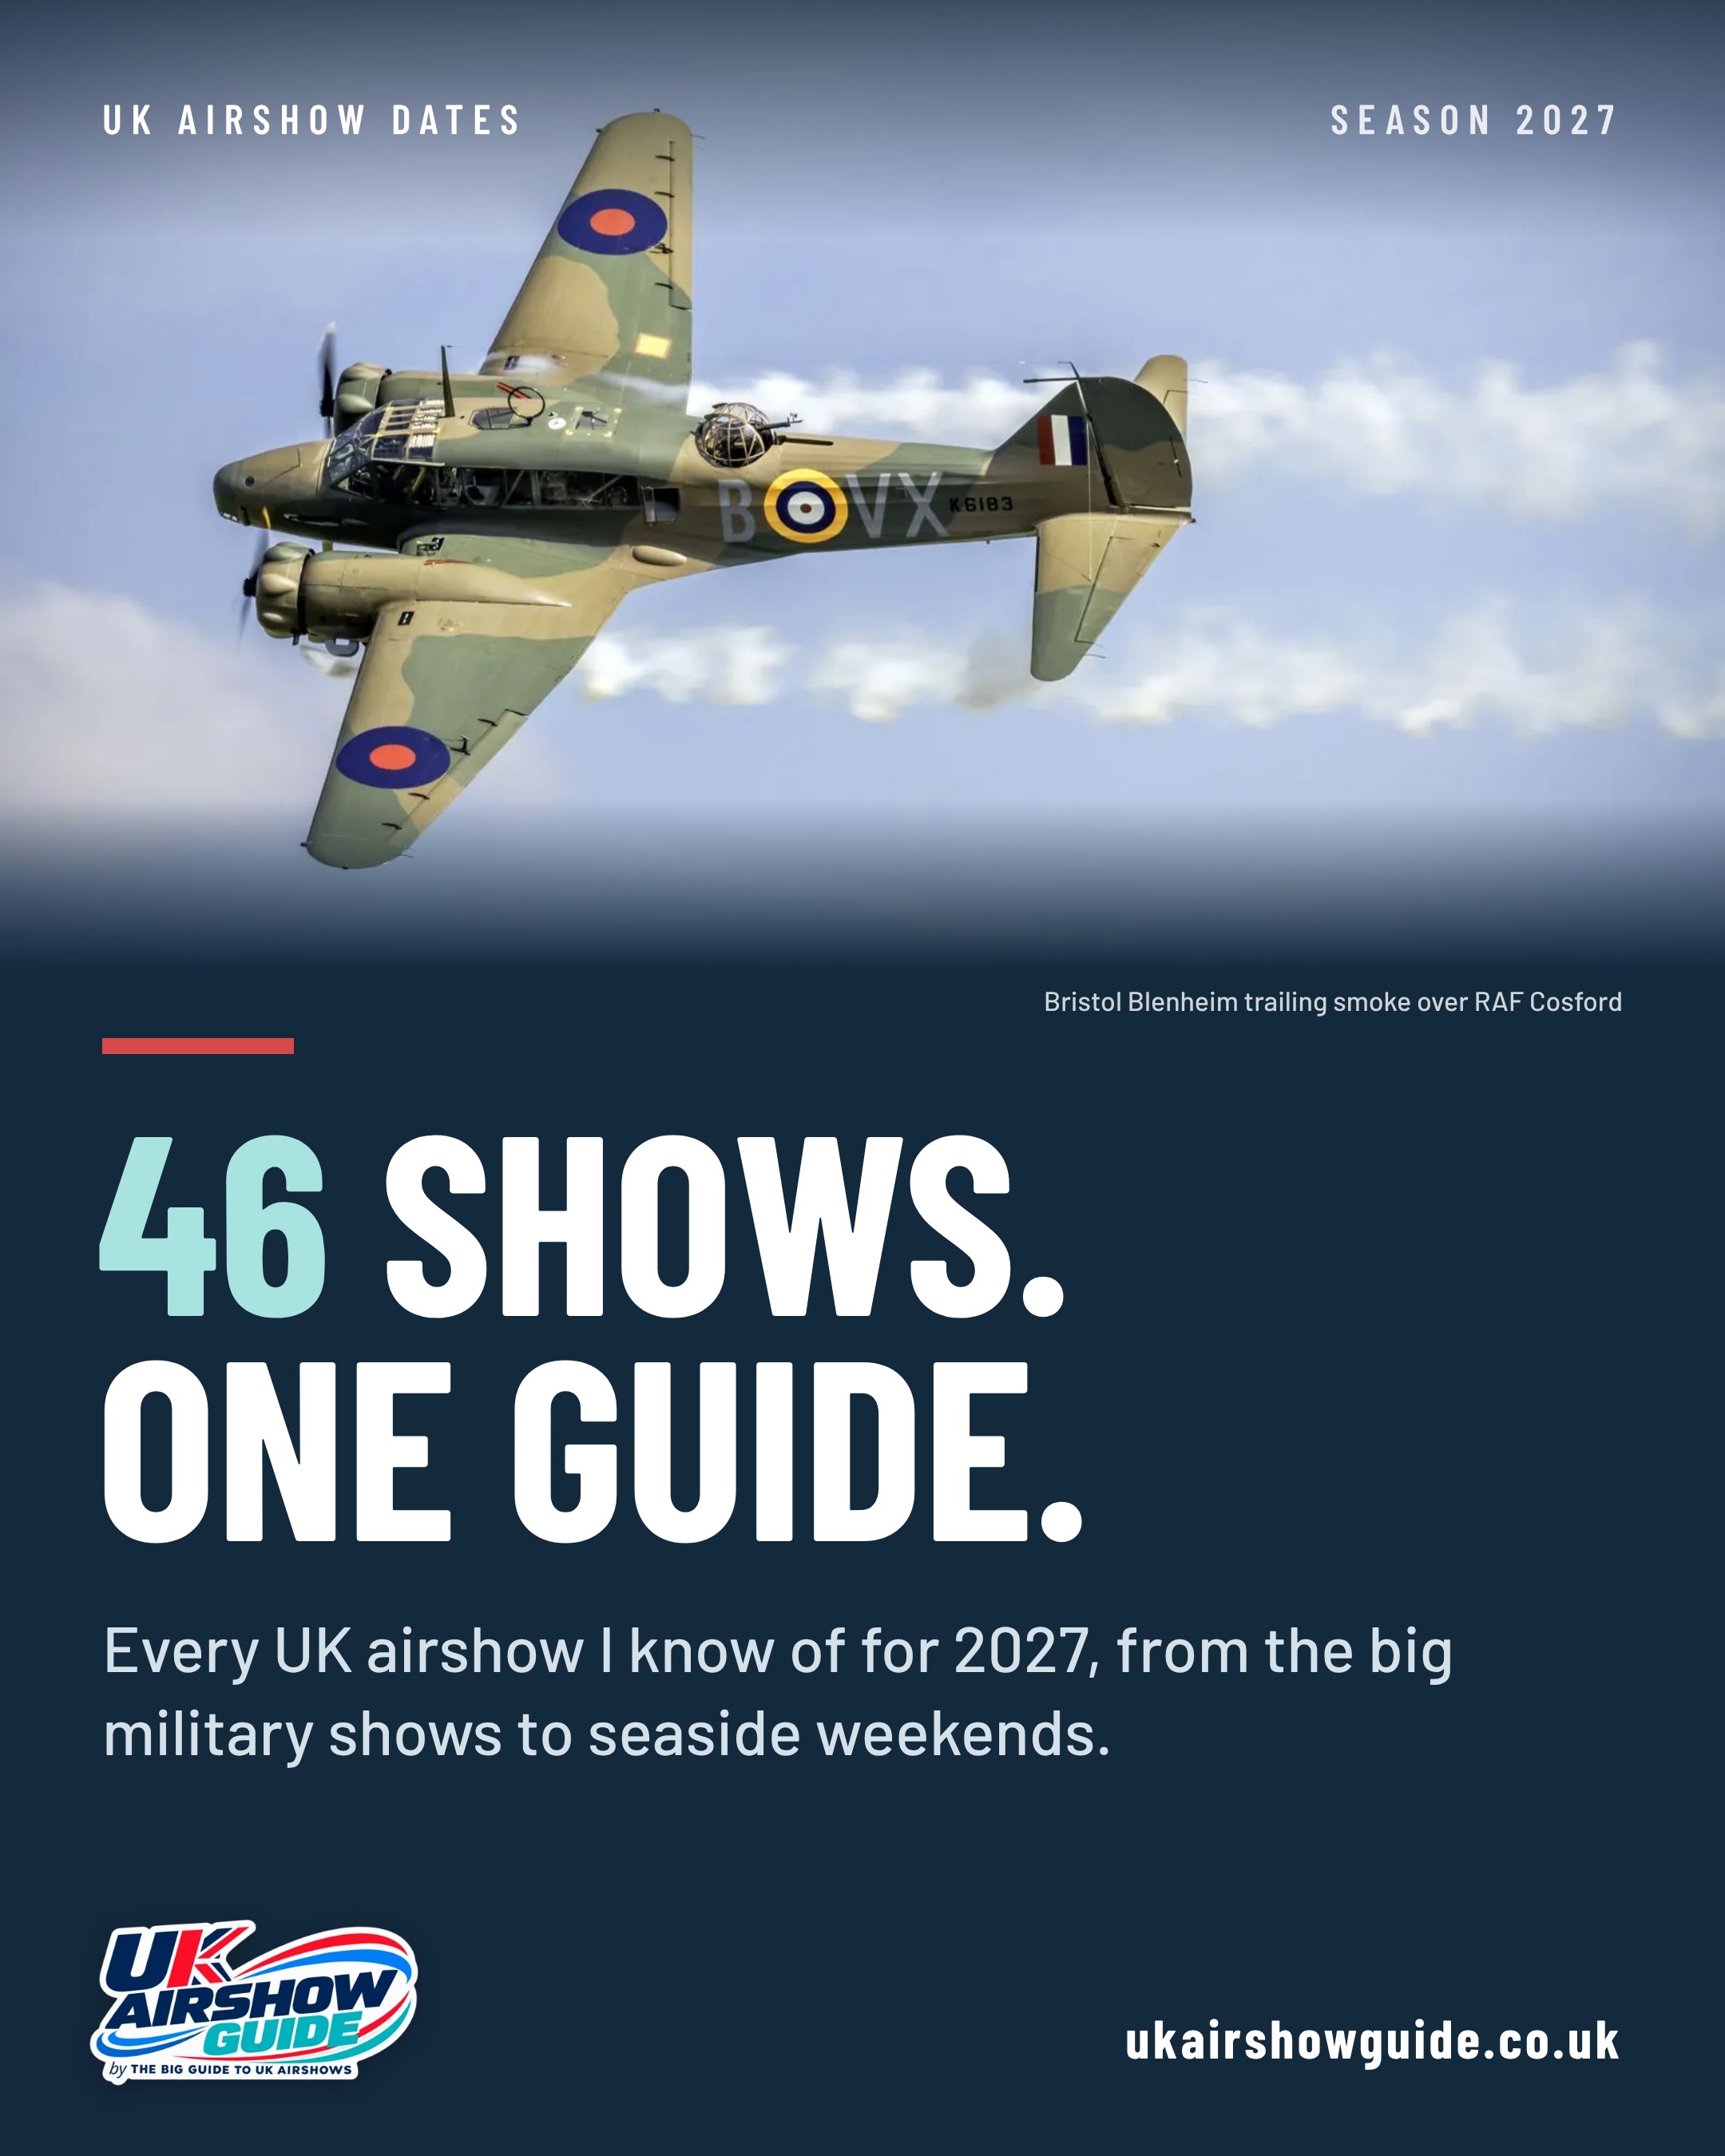 UK AIRSHOW DATES
SEASON 2027
B VX K6183
Bristol Blenheim trailing smoke over RAF Cosford
46 SHOWS.
ONE GUIDE.
Every UK airshow I know of for 2027, from the big
military shows to seaside weekends.
UK
AIRSHOW
GUIDE
by THE BIG GUIDE TO UK AIRSHOWS
ukairshowguide.co.uk